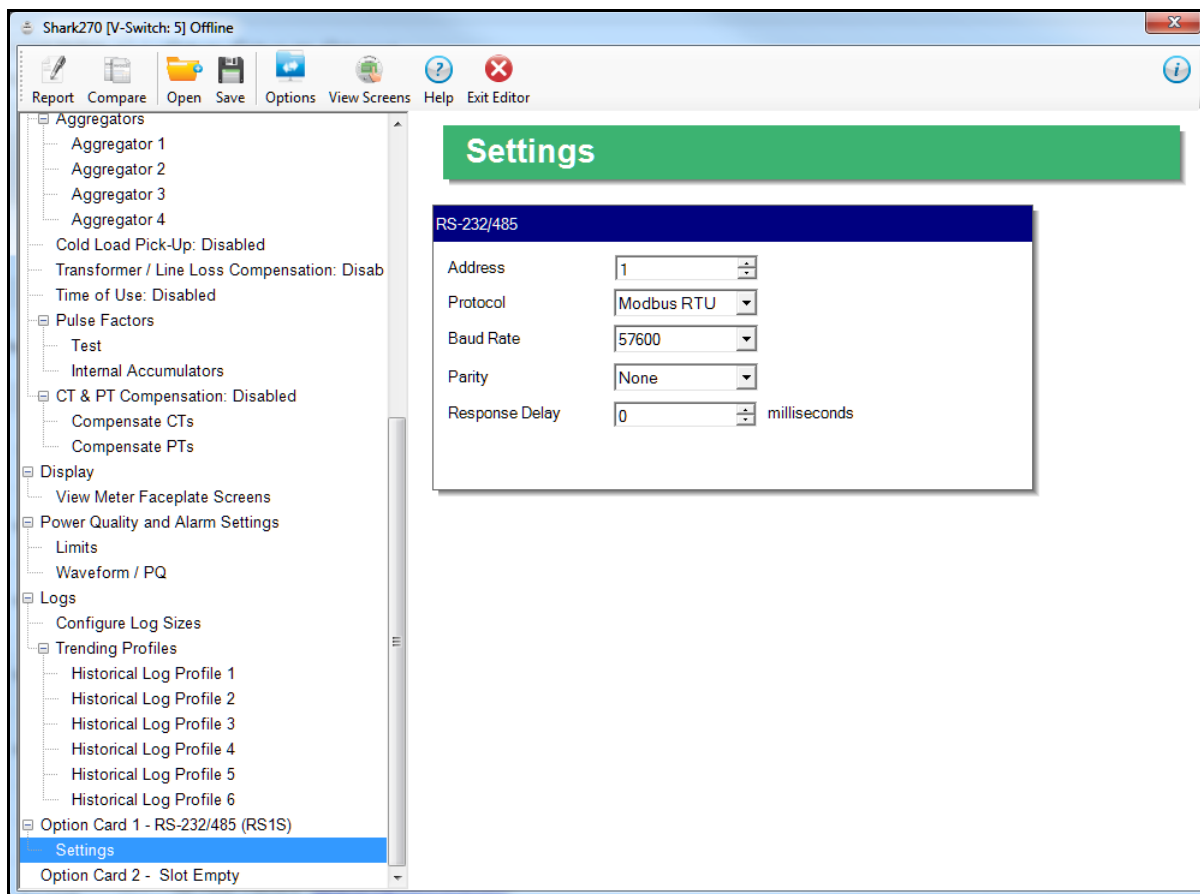 Shark270 [V-Switch: 5] Offline
X
Report Compare Open Save Options View Screens Help Exit Editor
Aggregators
Aggregator 1
Aggregator 2
Aggregator 3
Aggregator 4
Cold Load Pick-Up: Disabled
Transformer / Line Loss Compensation: Disab
Time of Use: Disabled
Pulse Factors
Test
Internal Accumulators
CT & PT Compensation: Disabled
Compensate CTs
Compensate PTs
Display
View Meter Faceplate Screens
Power Quality and Alarm Settings
Limits
Waveform / PQ
Logs
Configure Log Sizes
Trending Profiles
Historical Log Profile 1
Historical Log Profile 2
Historical Log Profile 3
Historical Log Profile 4
Historical Log Profile 5
Historical Log Profile 6
Option Card 1 - RS-232/485 (RS1S)
Settings
Option Card 2 - Slot Empty
Settings
RS-232/485
Address 1
Protocol Modbus RTU
Baud Rate 57600
Parity None
Response Delay 0 milliseconds